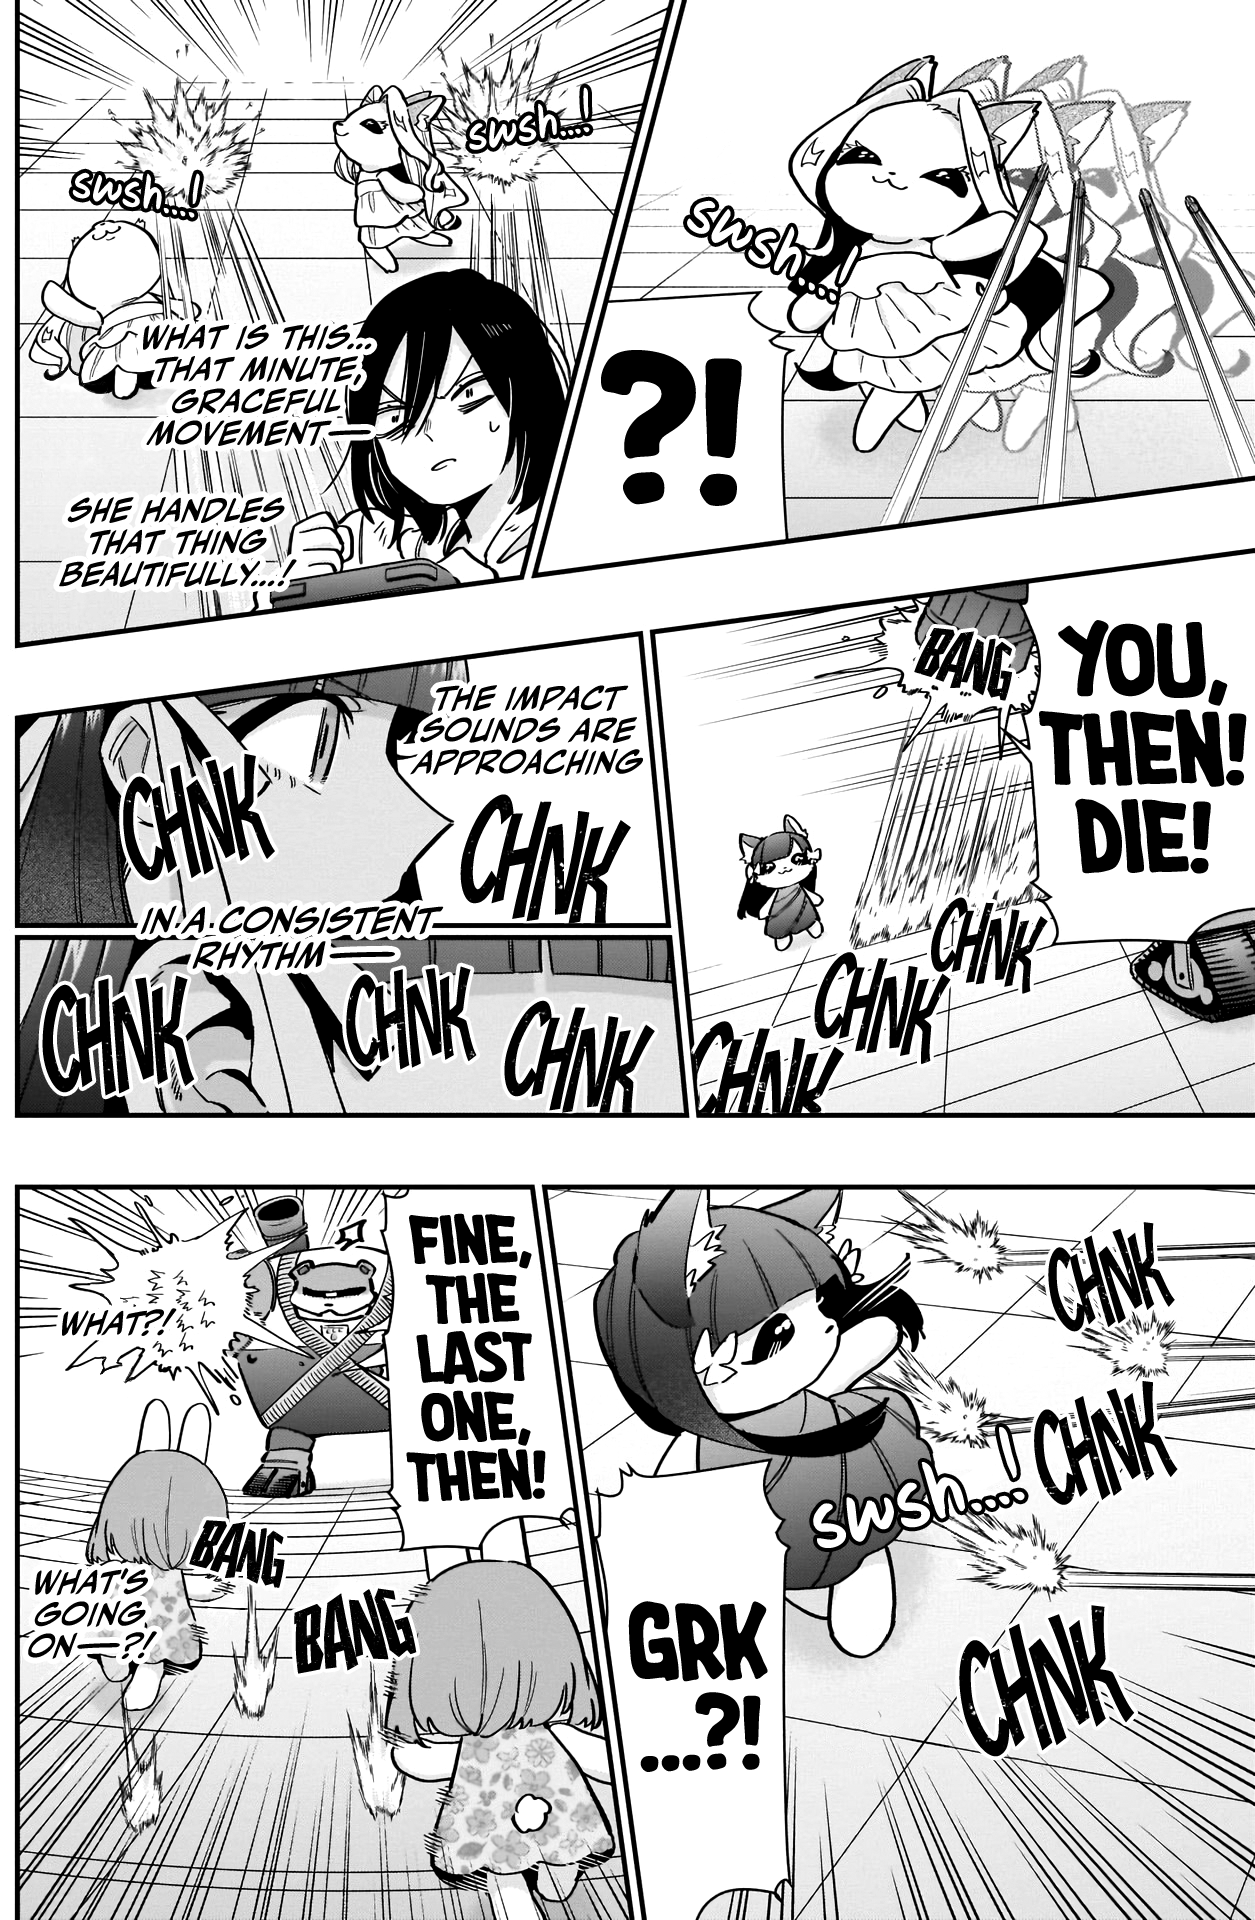 swsh....!
?!
swsh....!
swsh....!
WHAT IS THIS...
THAT MINUTE,
GRACEFUL
MOVEMENT—
SHE HANDLES
THAT THING
BEAUTIFULLY...!
YOU,
THEN!
DIE!
BANG
CHNK
CHNK
CHNK
THE IMPACT
SOUNDS ARE
APPROACHING
CHNK
CHNK
IN A CONSISTENT
RHYTHM—
CHNK
CHNK
CHNK
CHNK
CHNK
swsh....!
CHNK
GRK
...?!
FINE,
THE
LAST
ONE,
THEN!
WHAT?!
BANG
BANG
WHAT'S
GOING
ON—?!